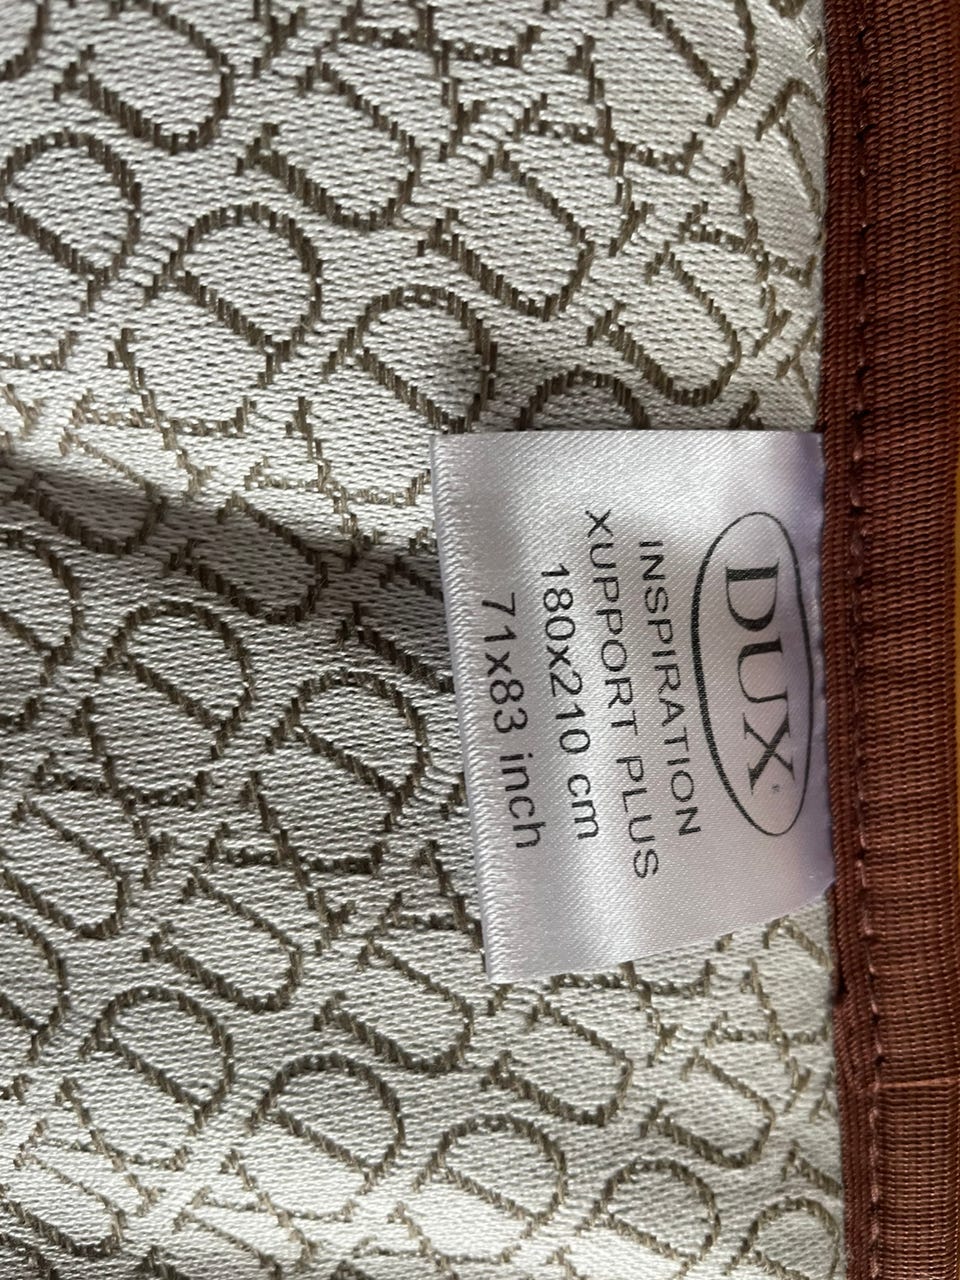 DUX
INSPIRATION
XUPPORT PLUS
180x210 cm
71x83 inch